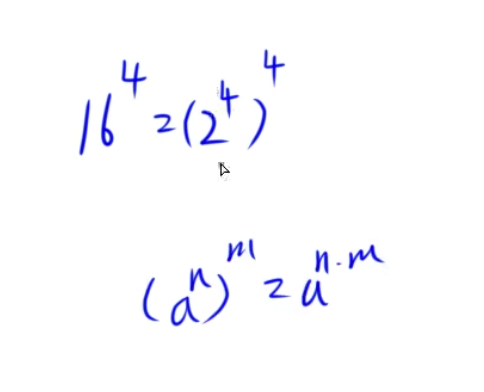 16^4 = (2^4)^4
(a^n)^m = a^{n·m}